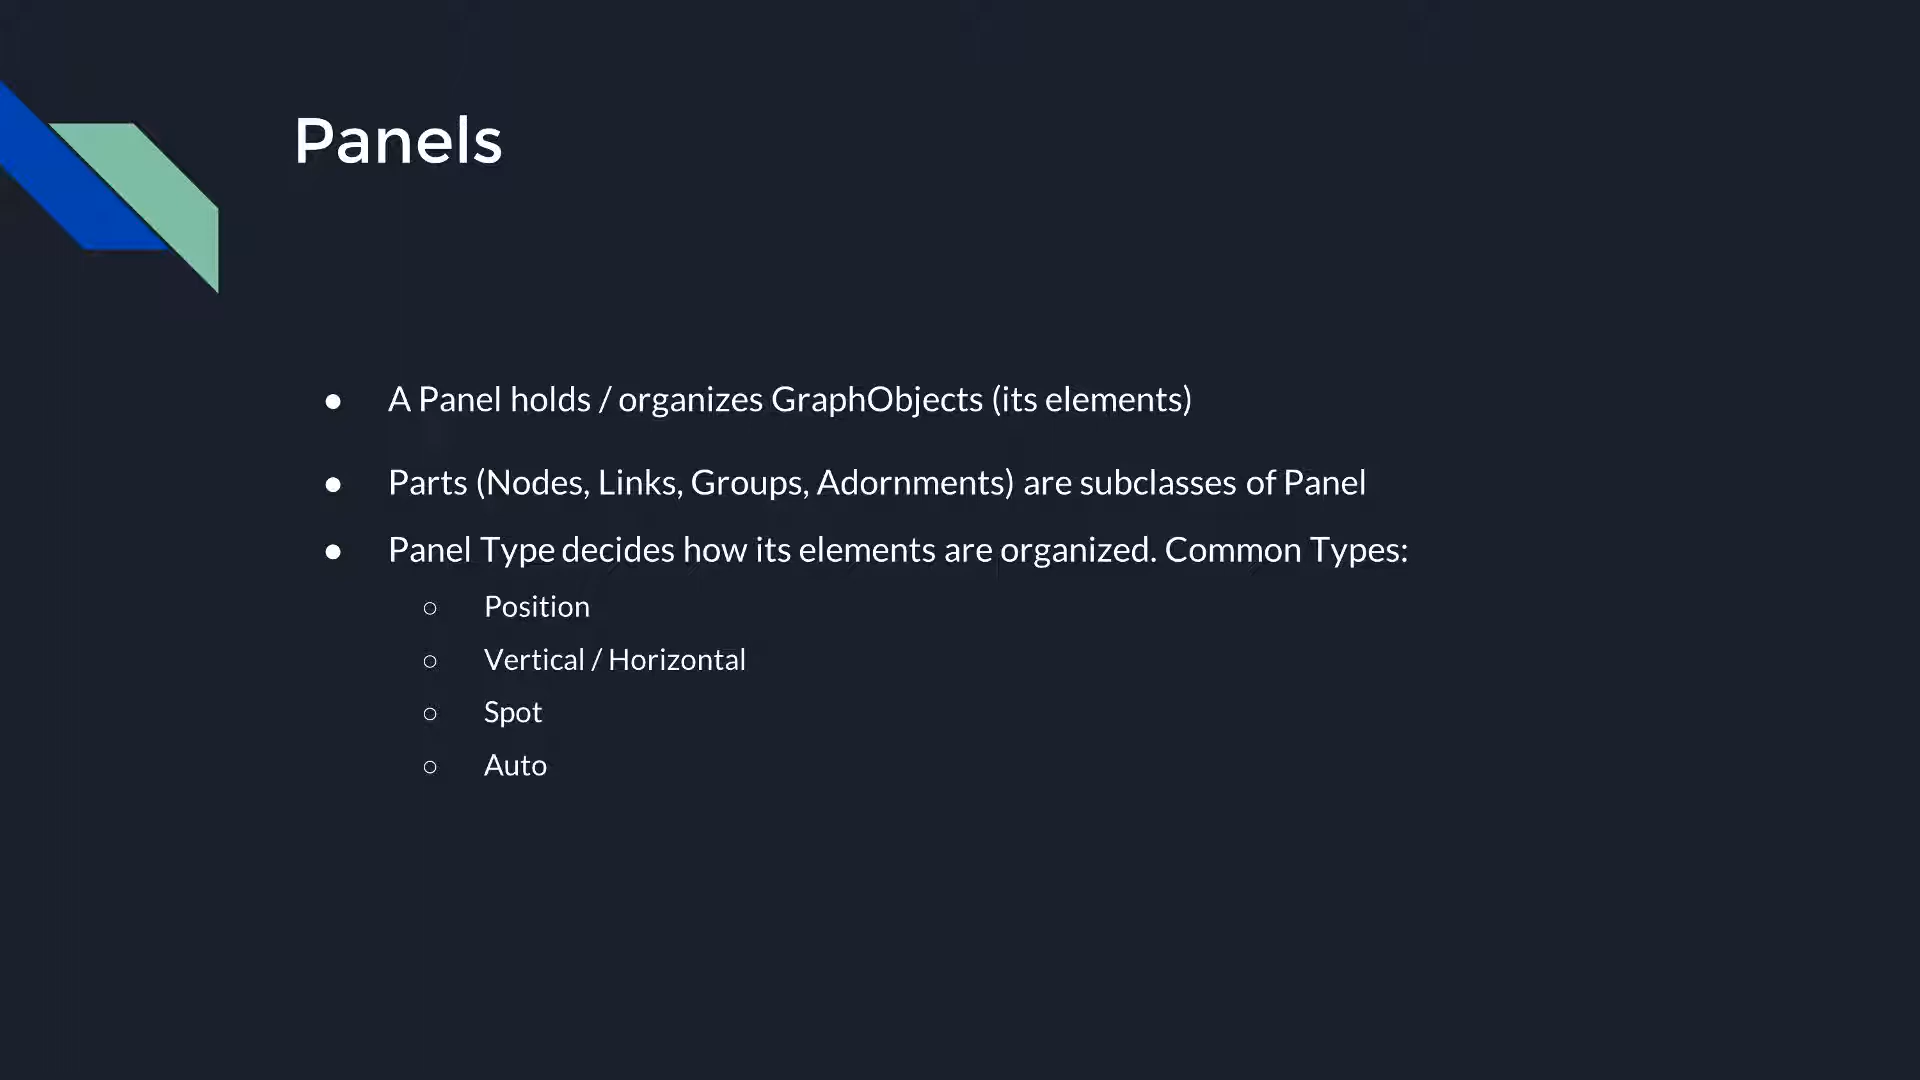 Panels
● A Panel holds / organizes GraphObjects (its elements)
● Parts (Nodes, Links, Groups, Adornments) are subclasses of Panel
● Panel Type decides how its elements are organized. Common Types:
○ Position
○ Vertical / Horizontal
○ Spot
○ Auto